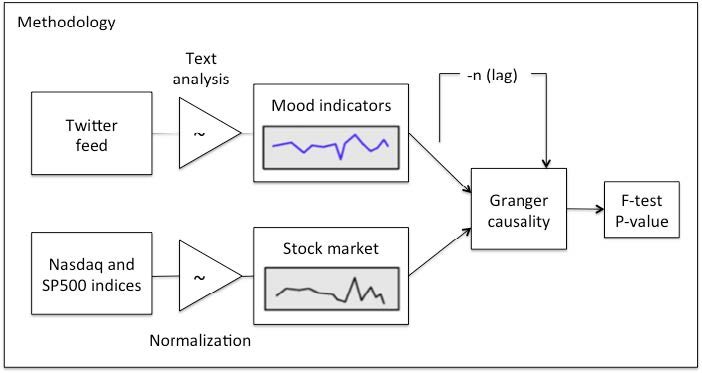 Methodology
Text
analysis
-n (lag)
Twitter
feed
~
Mood indicators
Granger
causality
F-test
P-value
Nasdaq and
SP500 indices
~
Stock market
Normalization